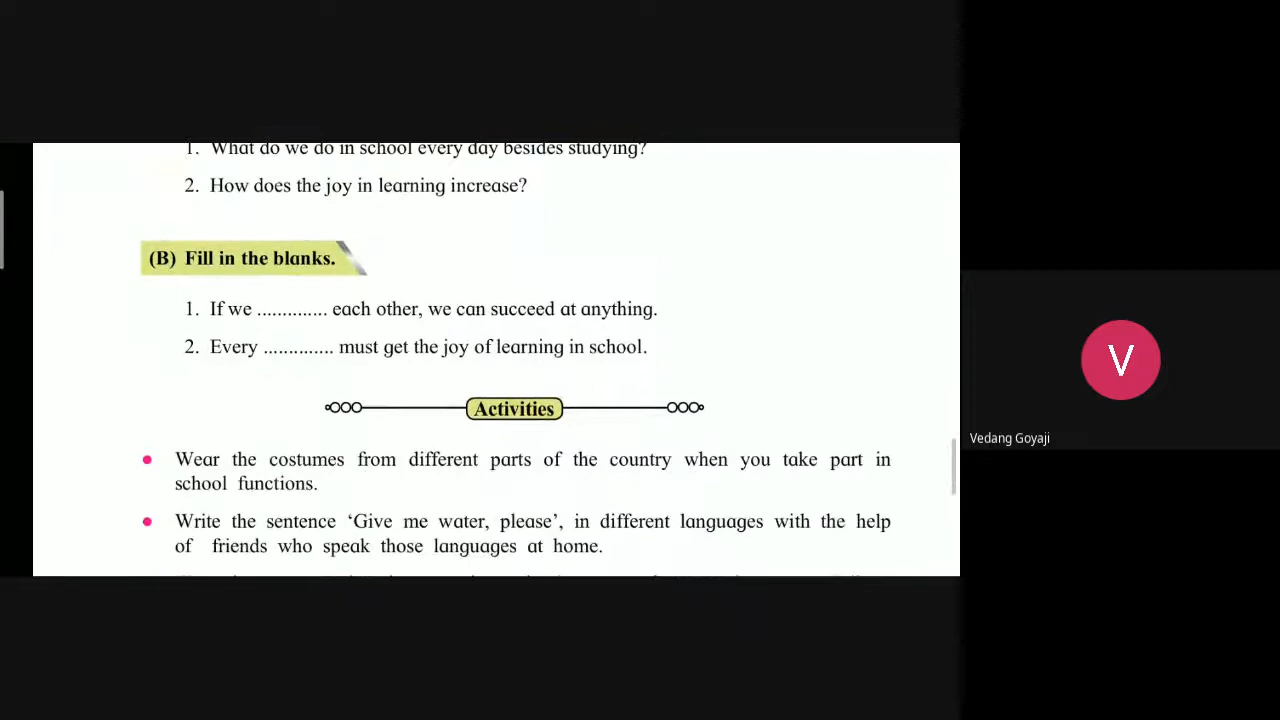 1. What do we do in school every day besides studying?
2. How does the joy in learning increase?
(B) Fill in the blanks.
1. If we .............. each other, we can succeed at anything.
2. Every .............. must get the joy of learning in school.
Activities
• Wear the costumes from different parts of the country when you take part in
school functions.
• Write the sentence ‘Give me water, please’, in different languages with the help
of friends who speak those languages at home.
V
Vedang Goyaji